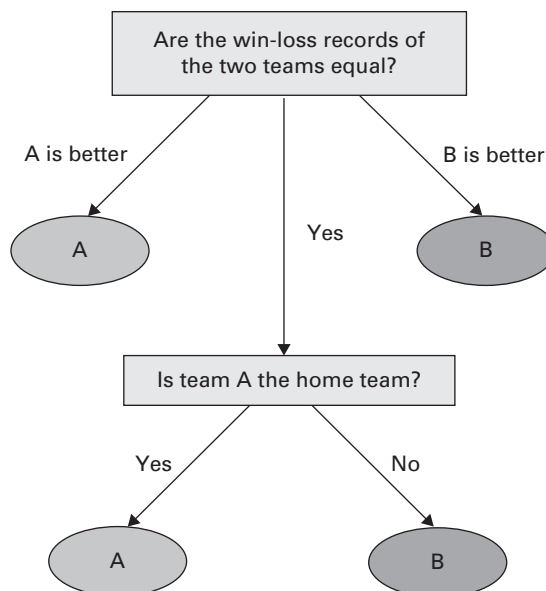 Are the win-loss records of
the two teams equal?
A is better
B is better
Yes
A
B
Is team A the home team?
Yes
No
A
B